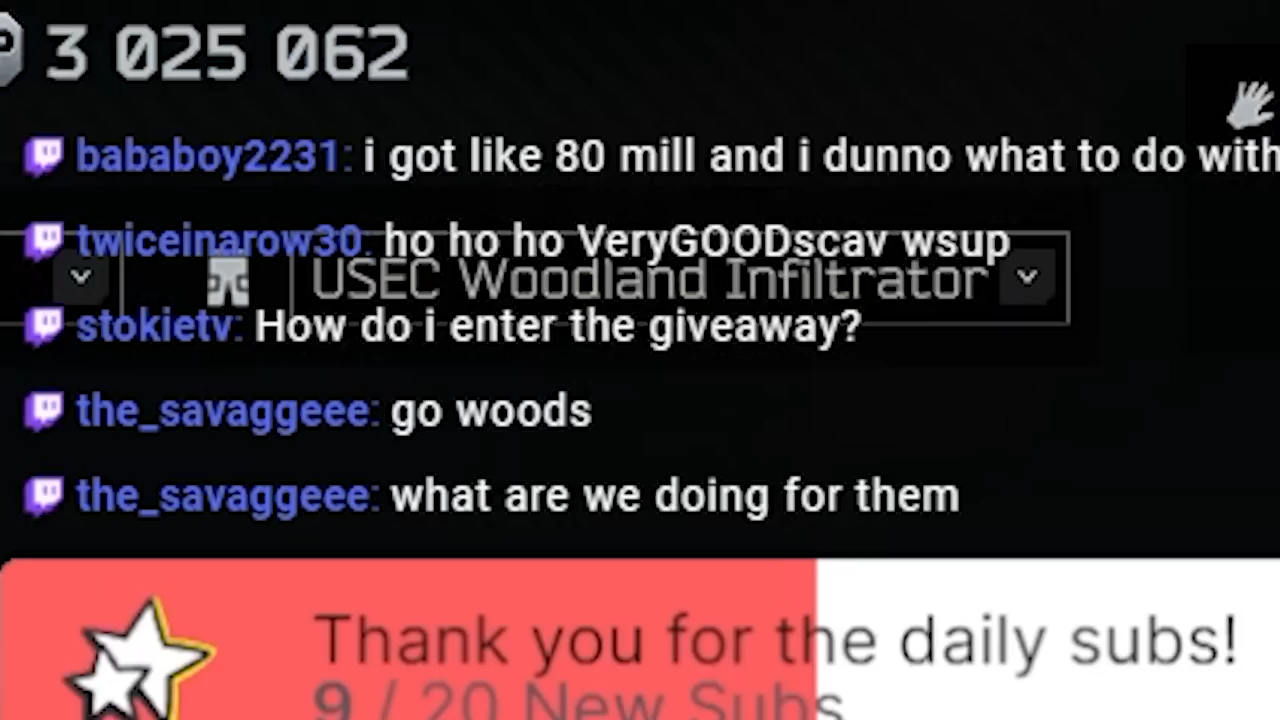 3 025 062
bababoy2231: i got like 80 mill and i dunno what to do with
twiceinarow30: ho ho ho VeryGOODscav wsup
USEC Woodland Infiltrator
stokietv: How do i enter the giveaway?
the_savaggeee: go woods
the_savaggeee: what are we doing for them
Thank you for the daily subs!
9 / 20 New Subs